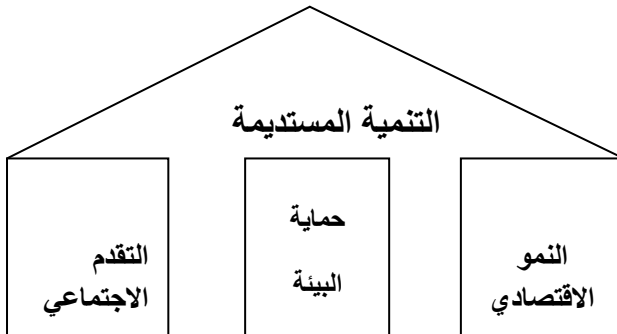 التنمية المستديمة
النمو
الاقتصادي
حماية
البيئة
التقدم
الاجتماعي